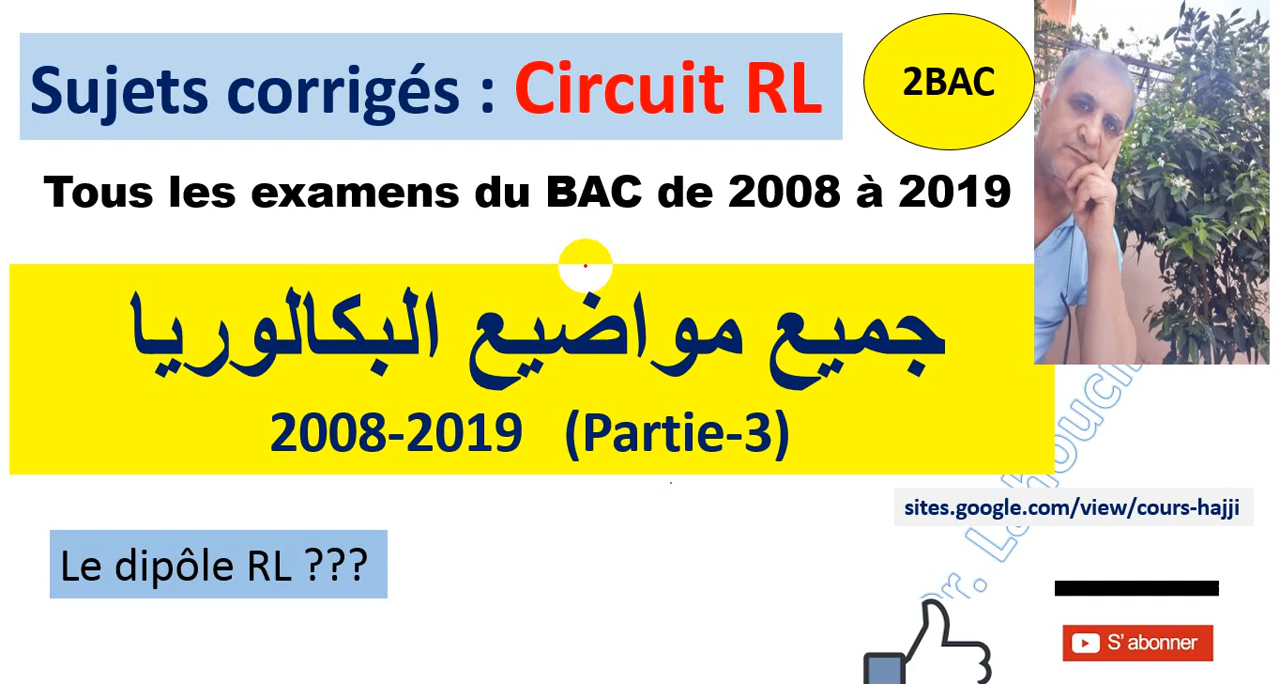 Sujets corrigés : Circuit RL
2BAC
Tous les examens du BAC de 2008 à 2019
جميع مواضيع البكالوريا
2008-2019 (Partie-3)
sites.google.com/view/cours-hajji
Le dipôle RL ???
S' abonner